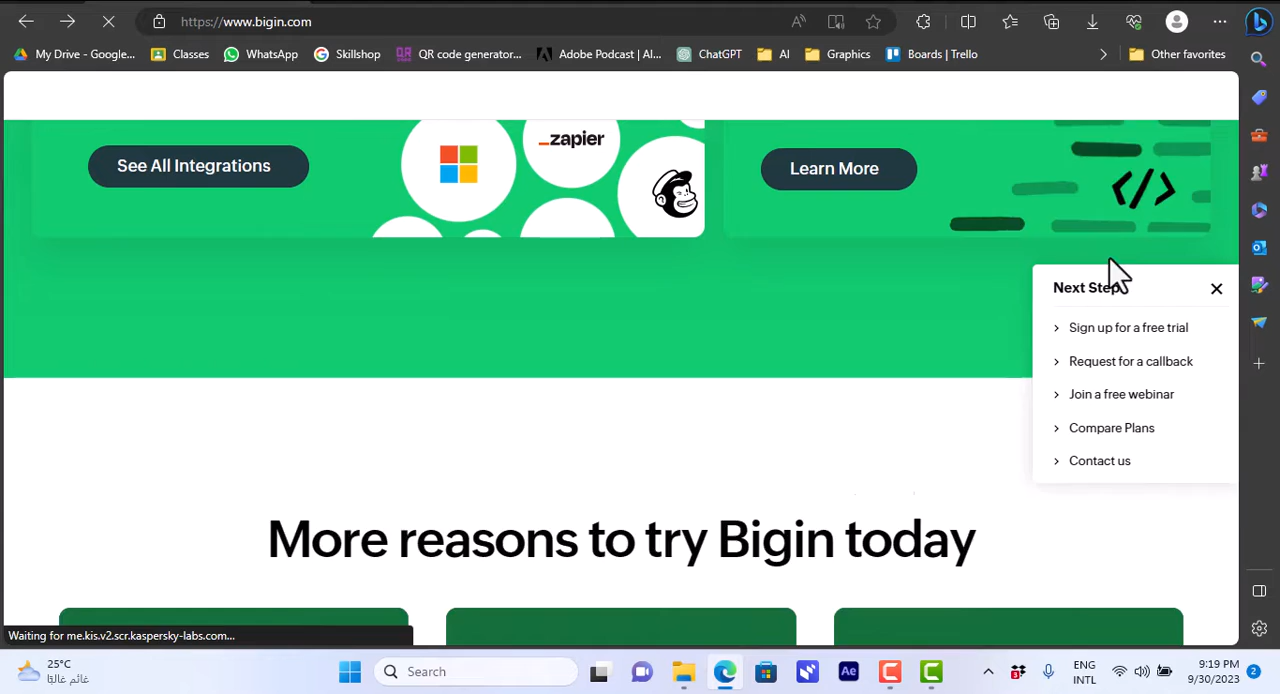 https://www.bigin.com
My Drive - Google...
Classes
WhatsApp
Skillshop
QR code generator...
Adobe Podcast | AI...
ChatGPT
AI
Graphics
Boards | Trello
Other favorites
See All Integrations
zapier
Learn More
</>
Next Step
Sign up for a free trial
Request for a callback
Join a free webinar
Compare Plans
Contact us
More reasons to try Bigin today
Waiting for me.kis.v2.scr.kaspersky-labs.com...
25°C
غائم غالبًا
Search
Ae
ENG
INTL
9:19 PM
9/30/2023
2